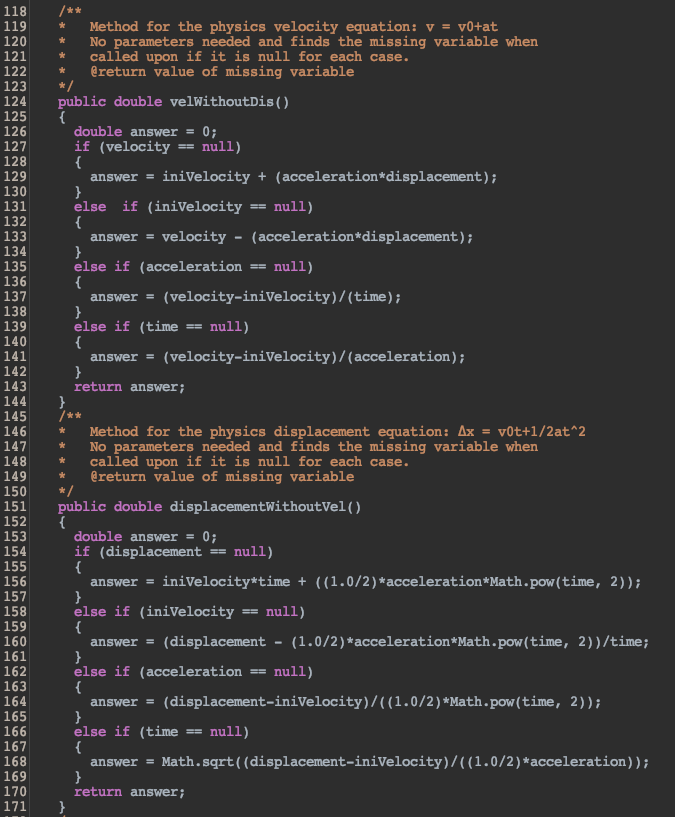 118 /**
119 * Method for the physics velocity equation: v = v0+at
120 * No parameters needed and finds the missing variable when
121 * called upon if it is null for each case.
122 * @return value of missing variable
123 */
124 public double velWithoutDis()
125 {
126 double answer = 0;
127 if (velocity == null)
128 {
129 answer = iniVelocity + (acceleration*displacement);
130 }
131 else  if (iniVelocity == null)
132 {
133 answer = velocity - (acceleration*displacement);
134 }
135 else if (acceleration == null)
136 {
137 answer = (velocity-iniVelocity)/(time);
138 }
139 else if (time == null)
140 {
141 answer = (velocity-iniVelocity)/(acceleration);
142 }
143 return answer;
144 }
145 /**
146 * Method for the physics displacement equation: Δx = v0t+1/2at^2
147 * No parameters needed and finds the missing variable when
148 * called upon if it is null for each case.
149 * @return value of missing variable
150 */
151 public double displacementWithoutVel()
152 {
153 double answer = 0;
154 if (displacement == null)
155 {
156 answer = iniVelocity*time + ((1.0/2)*acceleration*Math.pow(time, 2));
157 }
158 else if (iniVelocity == null)
159 {
160 answer = (displacement - (1.0/2)*acceleration*Math.pow(time, 2))/time;
161 }
162 else if (acceleration == null)
163 {
164 answer = (displacement-iniVelocity)/((1.0/2)*Math.pow(time, 2));
165 }
166 else if (time == null)
167 {
168 answer = Math.sqrt((displacement-iniVelocity)/((1.0/2)*acceleration));
169 }
170 return answer;
171 }